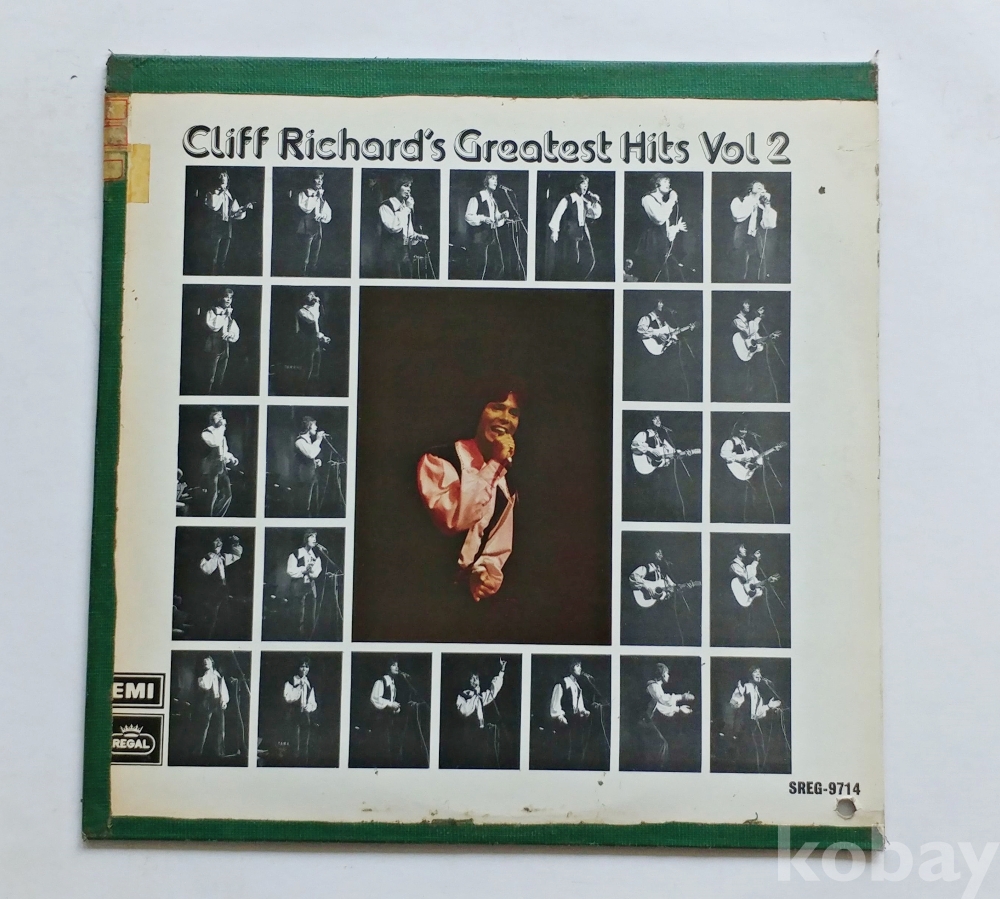 Cliff Richard's Greatest Hits Vol 2
EMI
REGAL
SREG-9714
kobay